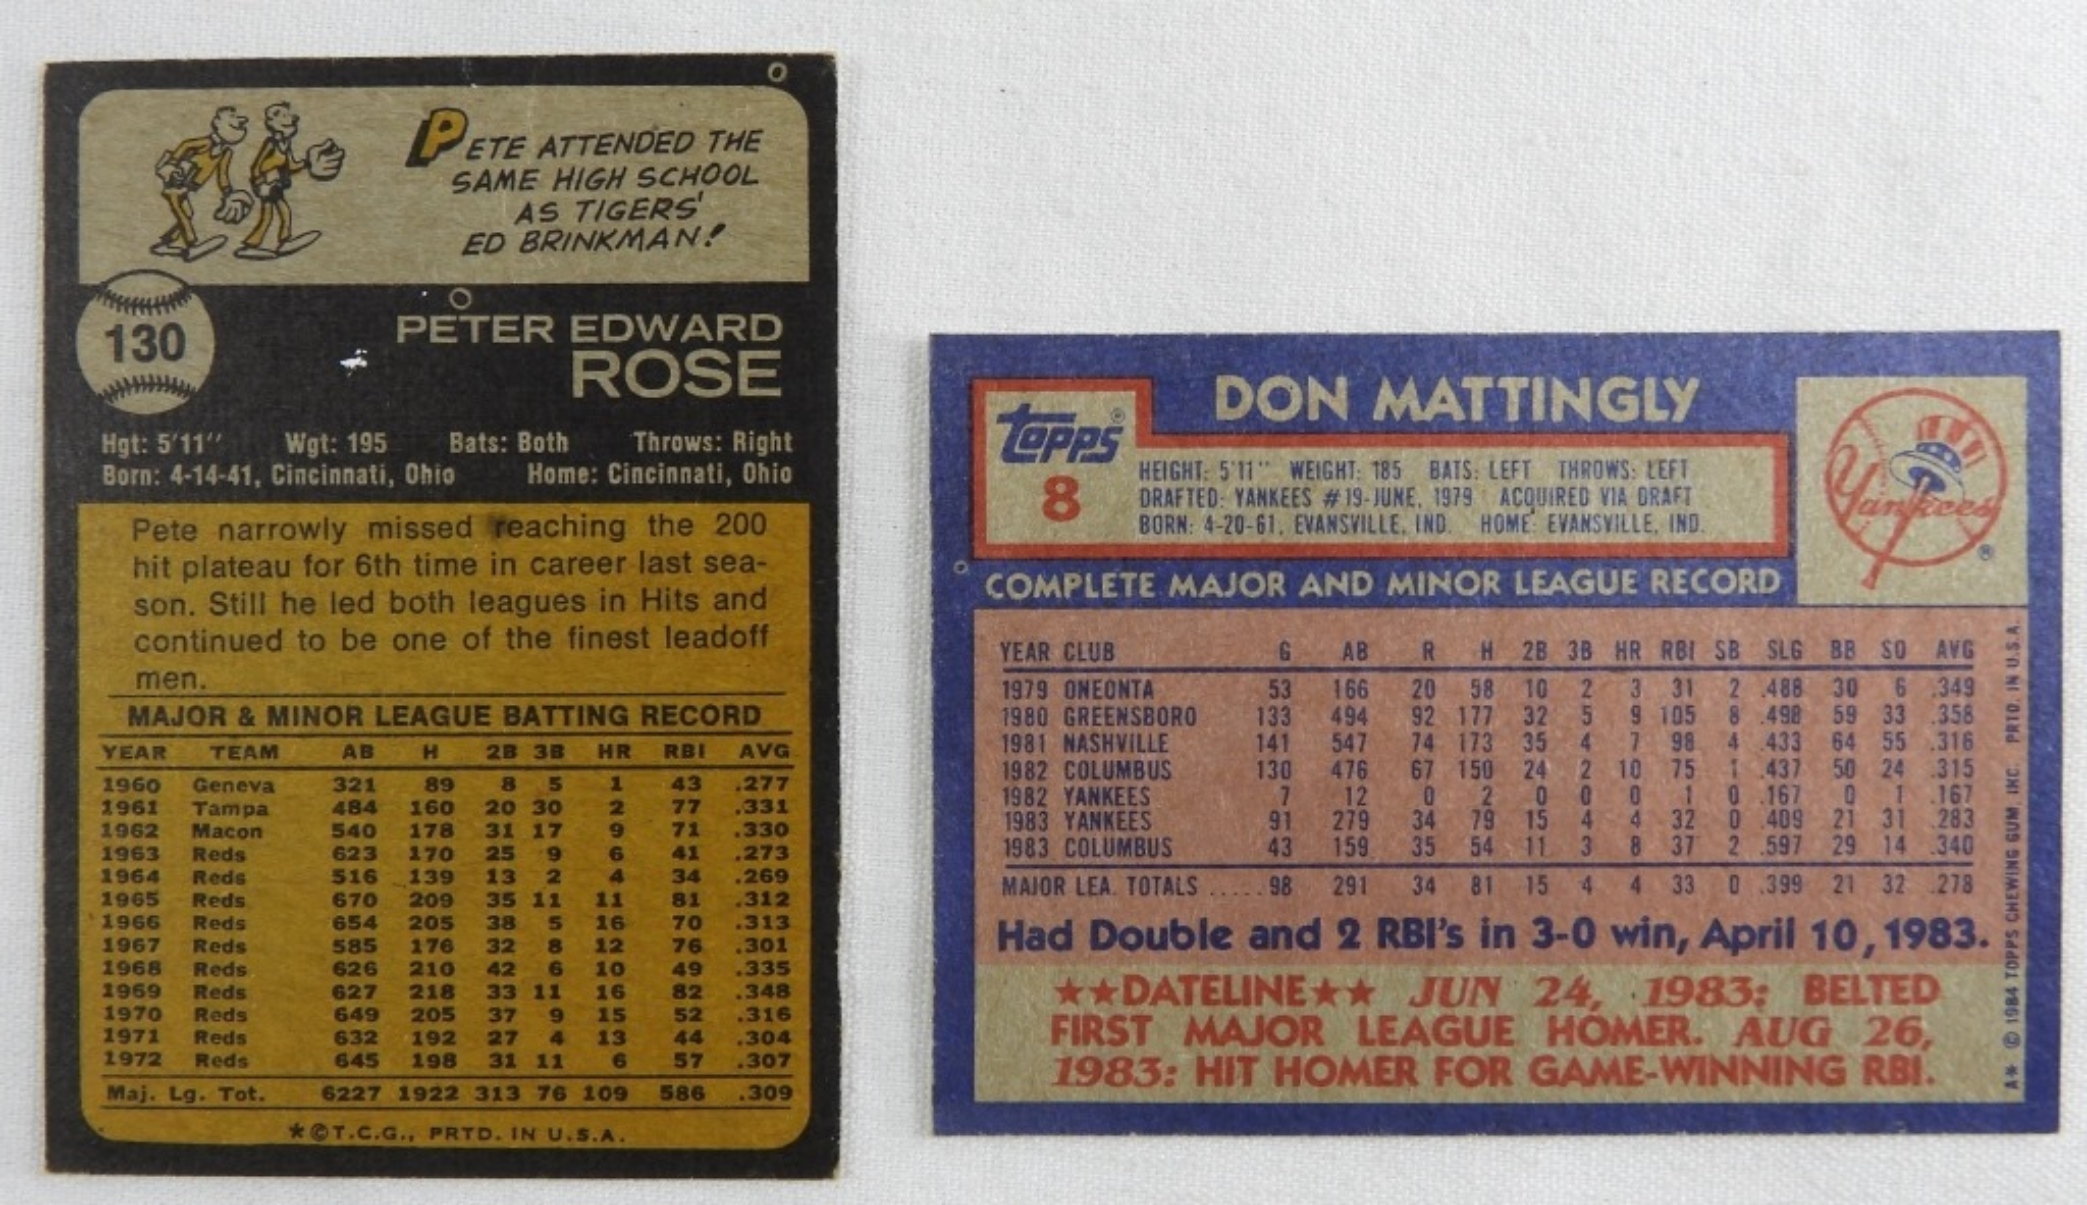 PETE ATTENDED THE
SAME HIGH SCHOOL
AS TIGERS'
ED BRINKMAN!
130
PETER EDWARD
ROSE
Hgt: 5'11'' Wgt: 195 Bats: Both Throws: Right
Born: 4-14-41, Cincinnati, Ohio Home: Cincinnati, Ohio
Pete narrowly missed reaching the 200
hit plateau for 6th time in career last sea-
son. Still he led both leagues in Hits and
continued to be one of the finest leadoff
men.
MAJOR & MINOR LEAGUE BATTING RECORD
YEAR TEAM AB H 2B 3B HR RBI AVG.
1960 Geneva 321 89 8 5 1 43 .277
1961 Tampa 484 160 20 30 2 77 .331
1962 Macon 540 178 31 17 9 71 .330
1963 Reds 623 170 25 9 6 41 .273
1964 Reds 516 139 13 2 4 34 .269
1965 Reds 670 209 35 11 11 81 .312
1966 Reds 654 205 38 5 16 70 .313
1967 Reds 585 176 32 8 12 76 .301
1968 Reds 626 210 42 6 10 49 .335
1969 Reds 627 218 33 11 16 82 .348
1970 Reds 649 205 37 9 15 52 .316
1971 Reds 632 192 27 4 13 44 .304
1972 Reds 645 198 31 11 6 57 .307
Maj. Lg. Tot. 6227 1922 313 76 109 586 .309
*©T.C.G., PRTD. IN U.S.A.
DON MATTINGLY
Topps®
8
HEIGHT: 5'11'' WEIGHT: 185 BATS: LEFT THROWS: LEFT
DRAFTED: YANKEES #19-JUNE, 1979 ACQUIRED VIA DRAFT
BORN: 4-20-61, EVANSVILLE, IND. HOME: EVANSVILLE, IND.
Yankees
®
COMPLETE MAJOR AND MINOR LEAGUE RECORD
YEAR CLUB G AB R H 2B 3B HR RBI SB SLG BB SO AVG
1979 ONEONTA 53 166 20 58 10 2 3 31 2 .488 30 6 .349
1980 GREENSBORO 133 494 92 177 32 5 9 105 8 .498 59 33 .358
1981 NASHVILLE 141 547 74 173 35 4 7 98 4 .433 64 55 .316
1982 COLUMBUS 130 476 67 150 24 2 10 75 1 .437 50 24 .315
1982 YANKEES 7 12 0 2 0 0 0 1 0 .167 0 1 .167
1983 YANKEES 91 279 34 79 15 4 4 32 0 .409 21 31 .283
1983 COLUMBUS 43 159 35 54 11 3 8 37 2 .597 29 14 .340
MAJOR LEA. TOTALS .....98 291 34 81 15 4 4 33 0 .399 21 32 .278
Had Double and 2 RBI's in 3-0 win, April 10, 1983.
★★DATELINE★★ JUN 24, 1983: BELTED
FIRST MAJOR LEAGUE HOMER. AUG 26,
1983: HIT HOMER FOR GAME-WINNING RBI.
A* © 1984 TOPPS CHEWING GUM, INC. PRTD. IN U.S.A.